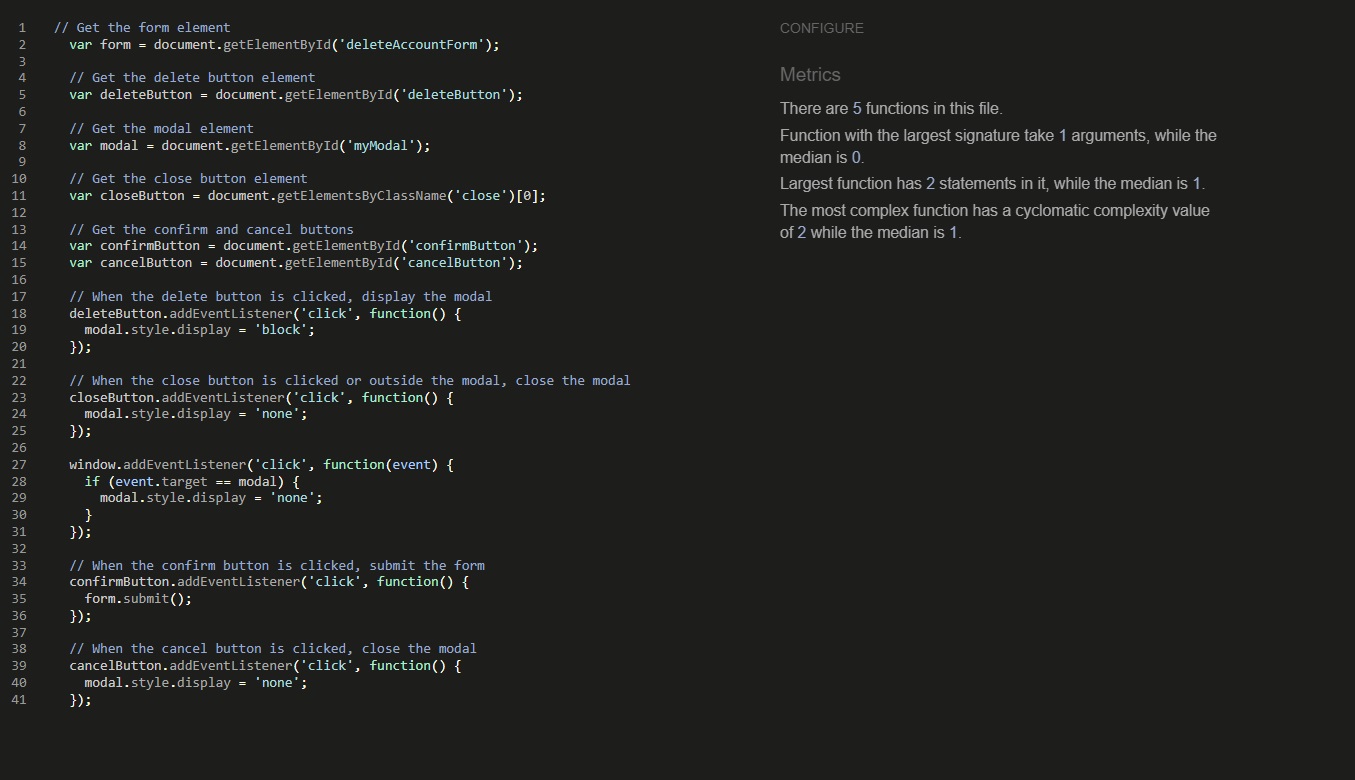 1 // Get the form element
2 var form = document.getElementById('deleteAccountForm');
3
4 // Get the delete button element
5 var deleteButton = document.getElementById('deleteButton');
6
7 // Get the modal element
8 var modal = document.getElementById('myModal');
9
10 // Get the close button element
11 var closeButton = document.getElementsByClassName('close')[0];
12
13 // Get the confirm and cancel buttons
14 var confirmButton = document.getElementById('confirmButton');
15 var cancelButton = document.getElementById('cancelButton');
16
17 // When the delete button is clicked, display the modal
18 deleteButton.addEventListener('click', function() {
19 modal.style.display = 'block';
20 });
21
22 // When the close button is clicked or outside the modal, close the modal
23 closeButton.addEventListener('click', function() {
24 modal.style.display = 'none';
25 });
26
27 window.addEventListener('click', function(event) {
28 if (event.target == modal) {
29 modal.style.display = 'none';
30 }
31 });
32
33 // When the confirm button is clicked, submit the form
34 confirmButton.addEventListener('click', function() {
35 form.submit();
36 });
37
38 // When the cancel button is clicked, close the modal
39 cancelButton.addEventListener('click', function() {
40 modal.style.display = 'none';
41 });
CONFIGURE
Metrics
There are 5 functions in this file.
Function with the largest signature take 1 arguments, while the
median is 0.
Largest function has 2 statements in it, while the median is 1.
The most complex function has a cyclomatic complexity value
of 2 while the median is 1.